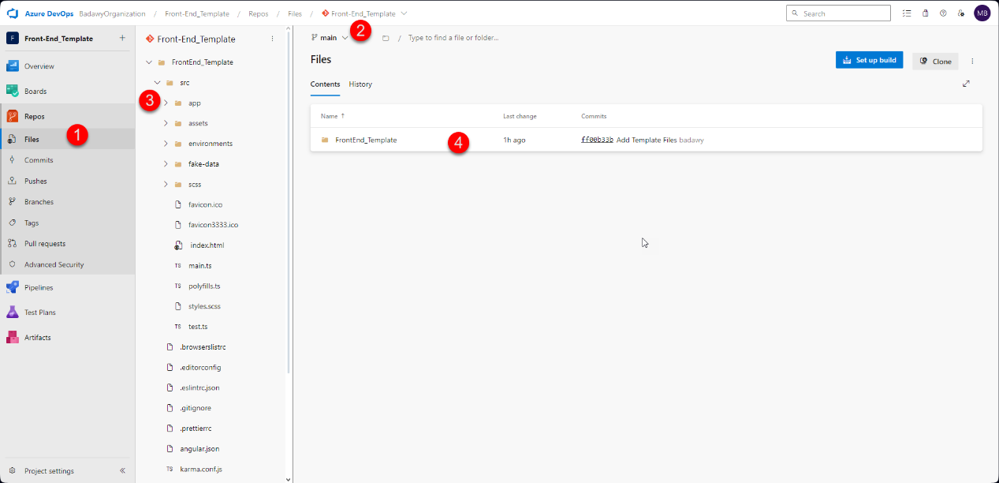 Azure DevOps BadawyOrganization / Front-End_Template / Repos / Files / Front-End_Template
Search
MB
F Front-End_Template +
Overview
Boards
Repos
Files
1
Commits
Pushes
Branches
Tags
Pull requests
Advanced Security
Pipelines
Test Plans
Artifacts
Project settings
Front-End_Template
FrontEnd_Template
src
3
app
assets
environments
fake-data
scss
favicon.ico
favicon3333.ico
index.html
TS main.ts
TS polyfills.ts
styles.scss
TS test.ts
.browserslistrc
.editorconfig
.eslintrc.json
.gitignore
.prettierrc
angular.json
TS karma.conf.js
main
2
/ Type to find a file or folder...
Files
Set up build
Clone
Contents History
Name ↑ Last change Commits
FrontEnd_Template 4 1h ago ff00b33b Add Template Files badawy